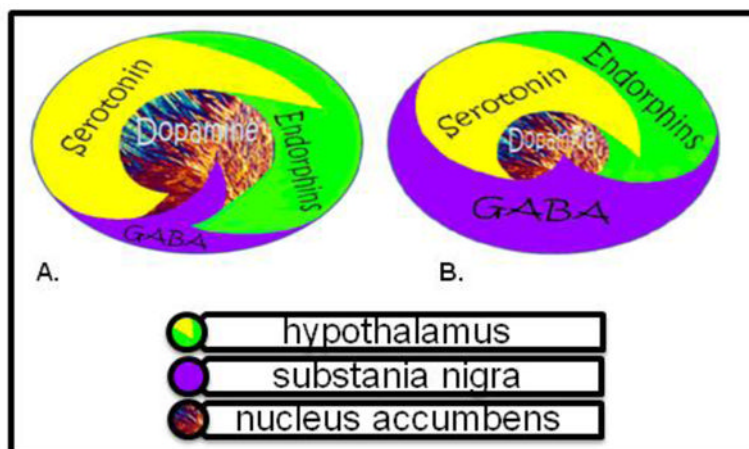 Serotonin
Dopamine
Endorphins
GABA
A.
Serotonin
Endorphins
Dopamine
GABA
B.
hypothalamus
substania nigra
nucleus accumbens